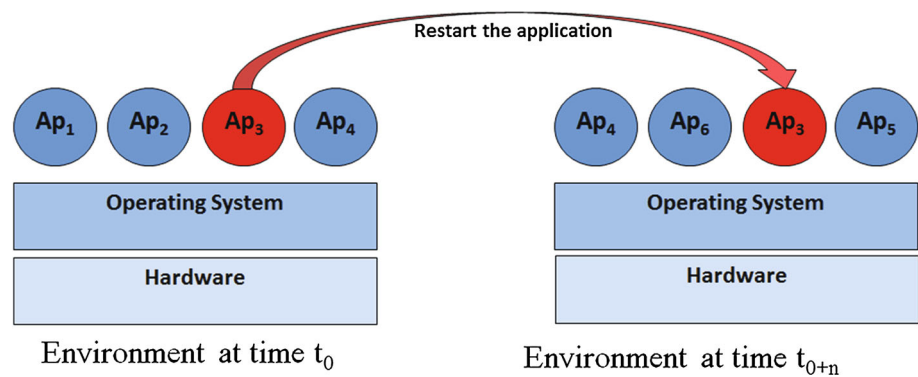 Restart the application
Ap₁ Ap₂ Ap₃ Ap₄
Ap₄ Ap₆ Ap₃ Ap₅
Operating System
Operating System
Hardware
Hardware
Environment at time t₀
Environment at time t₀₊ₙ